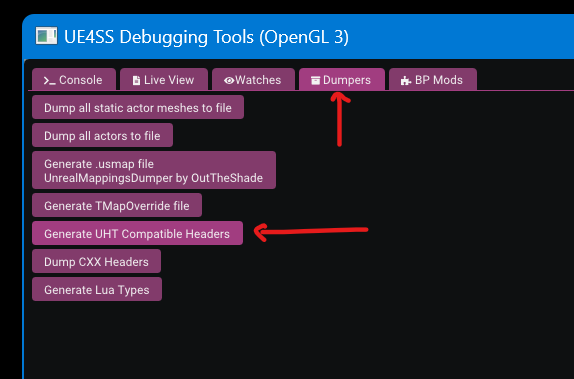 UE4SS Debugging Tools (OpenGL 3)
Console Live View Watches Dumpers BP Mods
Dump all static actor meshes to file
Dump all actors to file
Generate .usmap file
UnrealMappingsDumper by OutTheShade
Generate TMapOverride file
Generate UHT Compatible Headers
Dump CXX Headers
Generate Lua Types